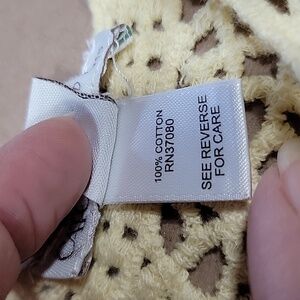 100% COTTON
RN37080
SEE REVERSE
FOR CARE